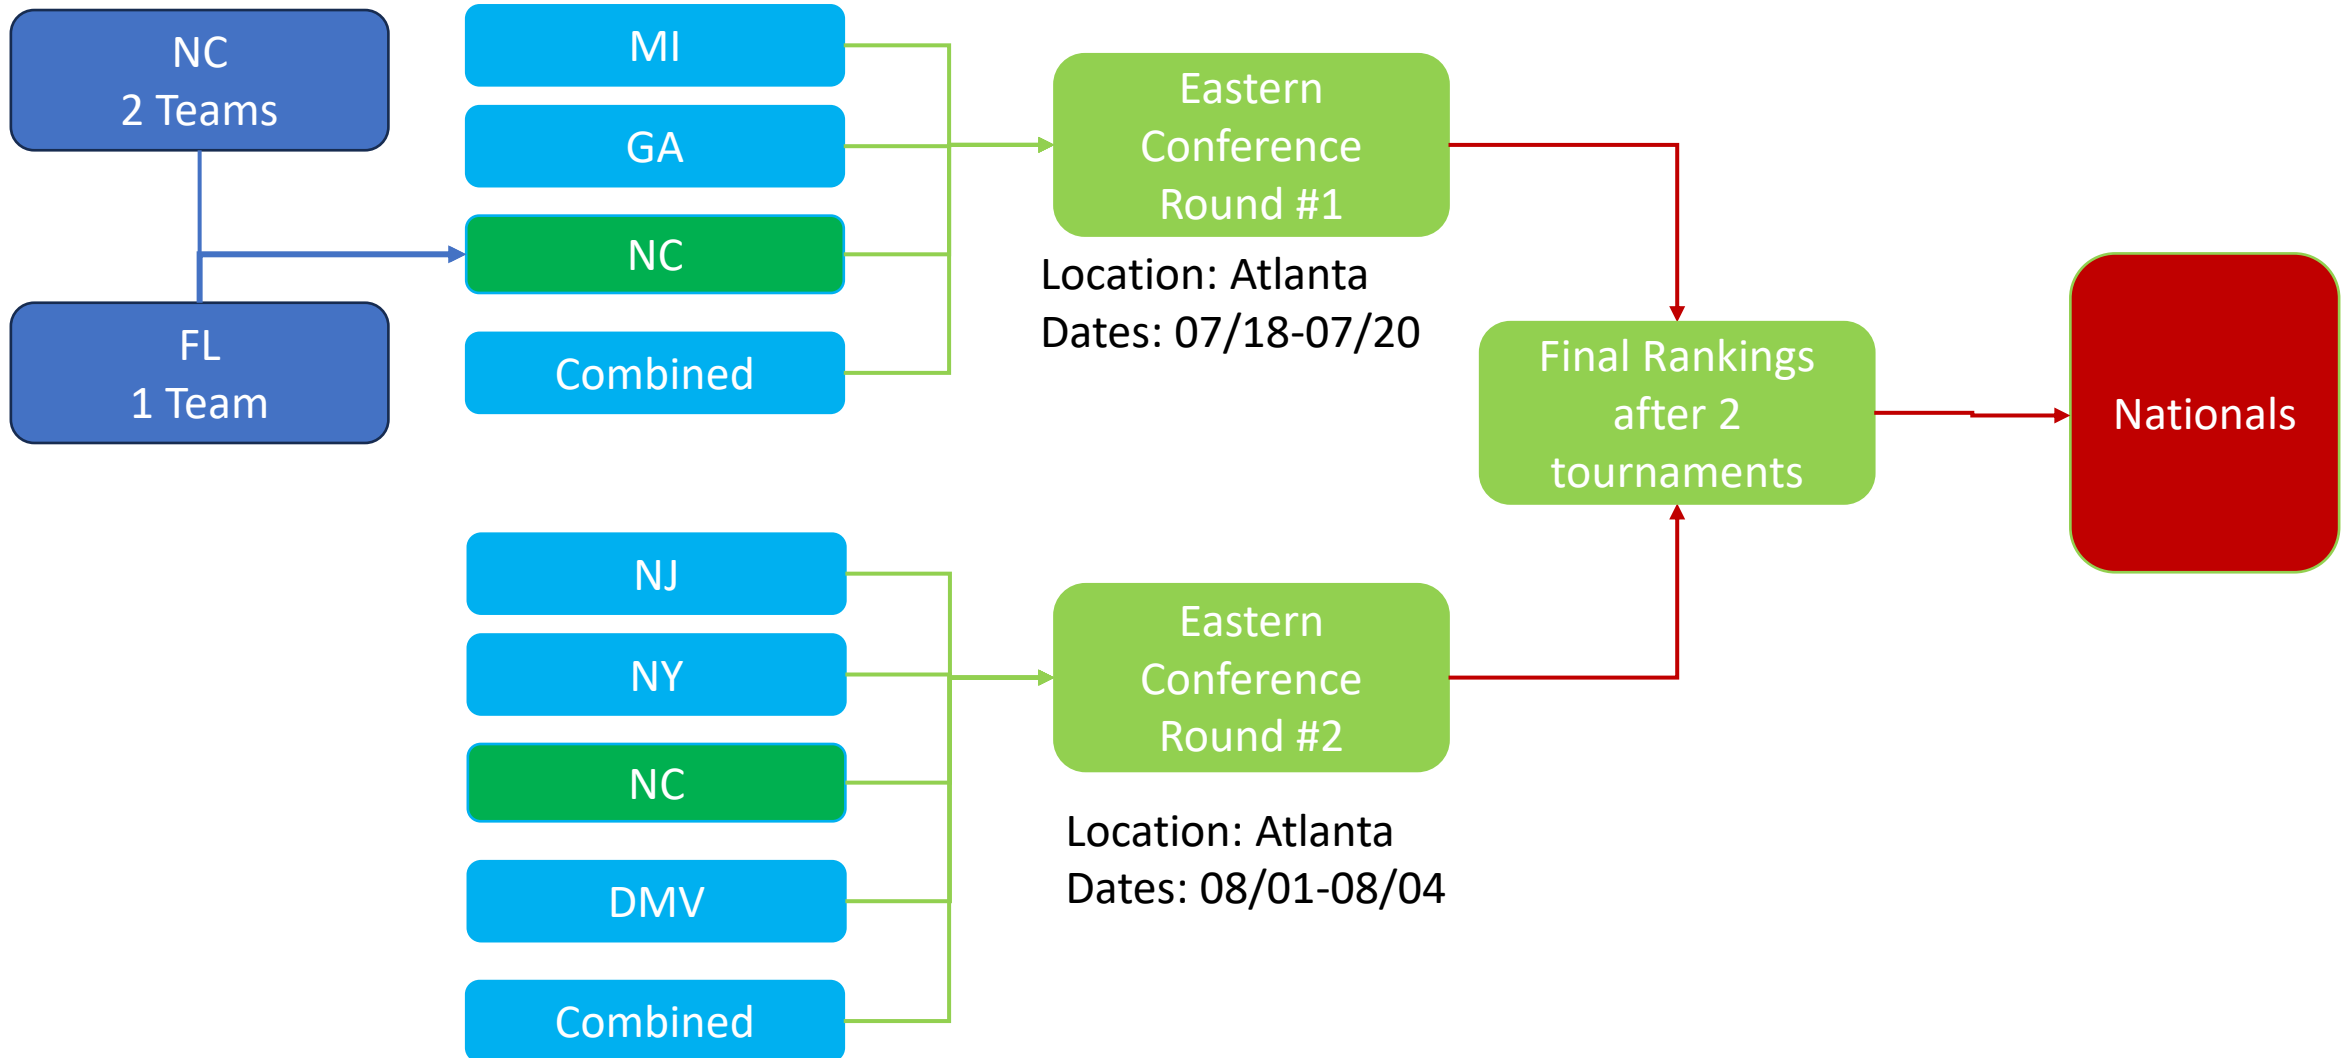 NC
2 Teams
FL
1 Team
MI
GA
NC
Combined
Eastern
Conference
Round #1
Location: Atlanta
Dates: 07/18-07/20
NJ
NY
NC
DMV
Combined
Eastern
Conference
Round #2
Location: Atlanta
Dates: 08/01-08/04
Final Rankings
after 2
tournaments
Nationals